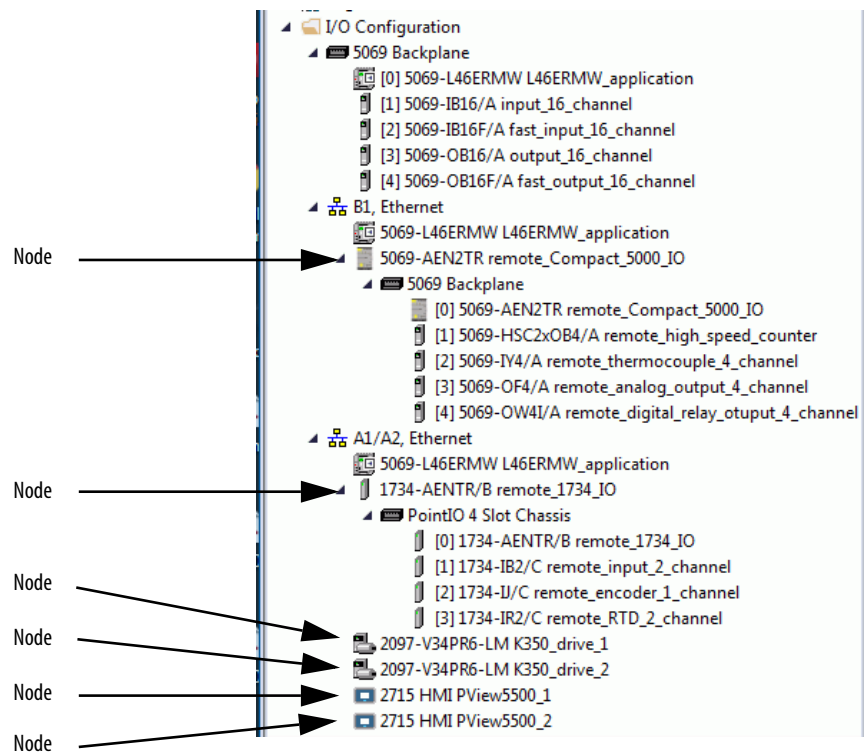 I/O Configuration
5069 Backplane
[0] 5069-L46ERMW L46ERMW_application
[1] 5069-IB16/A input_16_channel
[2] 5069-IB16F/A fast_input_16_channel
[3] 5069-OB16/A output_16_channel
[4] 5069-OB16F/A fast_output_16_channel
B1, Ethernet
5069-L46ERMW L46ERMW_application
Node 5069-AEN2TR remote_Compact_5000_IO
5069 Backplane
[0] 5069-AEN2TR remote_Compact_5000_IO
[1] 5069-HSC2xOB4/A remote_high_speed_counter
[2] 5069-IY4/A remote_thermocouple_4_channel
[3] 5069-OF4/A remote_analog_output_4_channel
[4] 5069-OW4I/A remote_digital_relay_otuput_4_channel
A1/A2, Ethernet
5069-L46ERMW L46ERMW_application
Node 1734-AENTR/B remote_1734_IO
PointIO 4 Slot Chassis
[0] 1734-AENTR/B remote_1734_IO
[1] 1734-IB2/C remote_input_2_channel
[2] 1734-IJ/C remote_encoder_1_channel
[3] 1734-IR2/C remote_RTD_2_channel
Node 2097-V34PR6-LM K350_drive_1
Node 2097-V34PR6-LM K350_drive_2
Node 2715 HMI PView5500_1
Node 2715 HMI PView5500_2